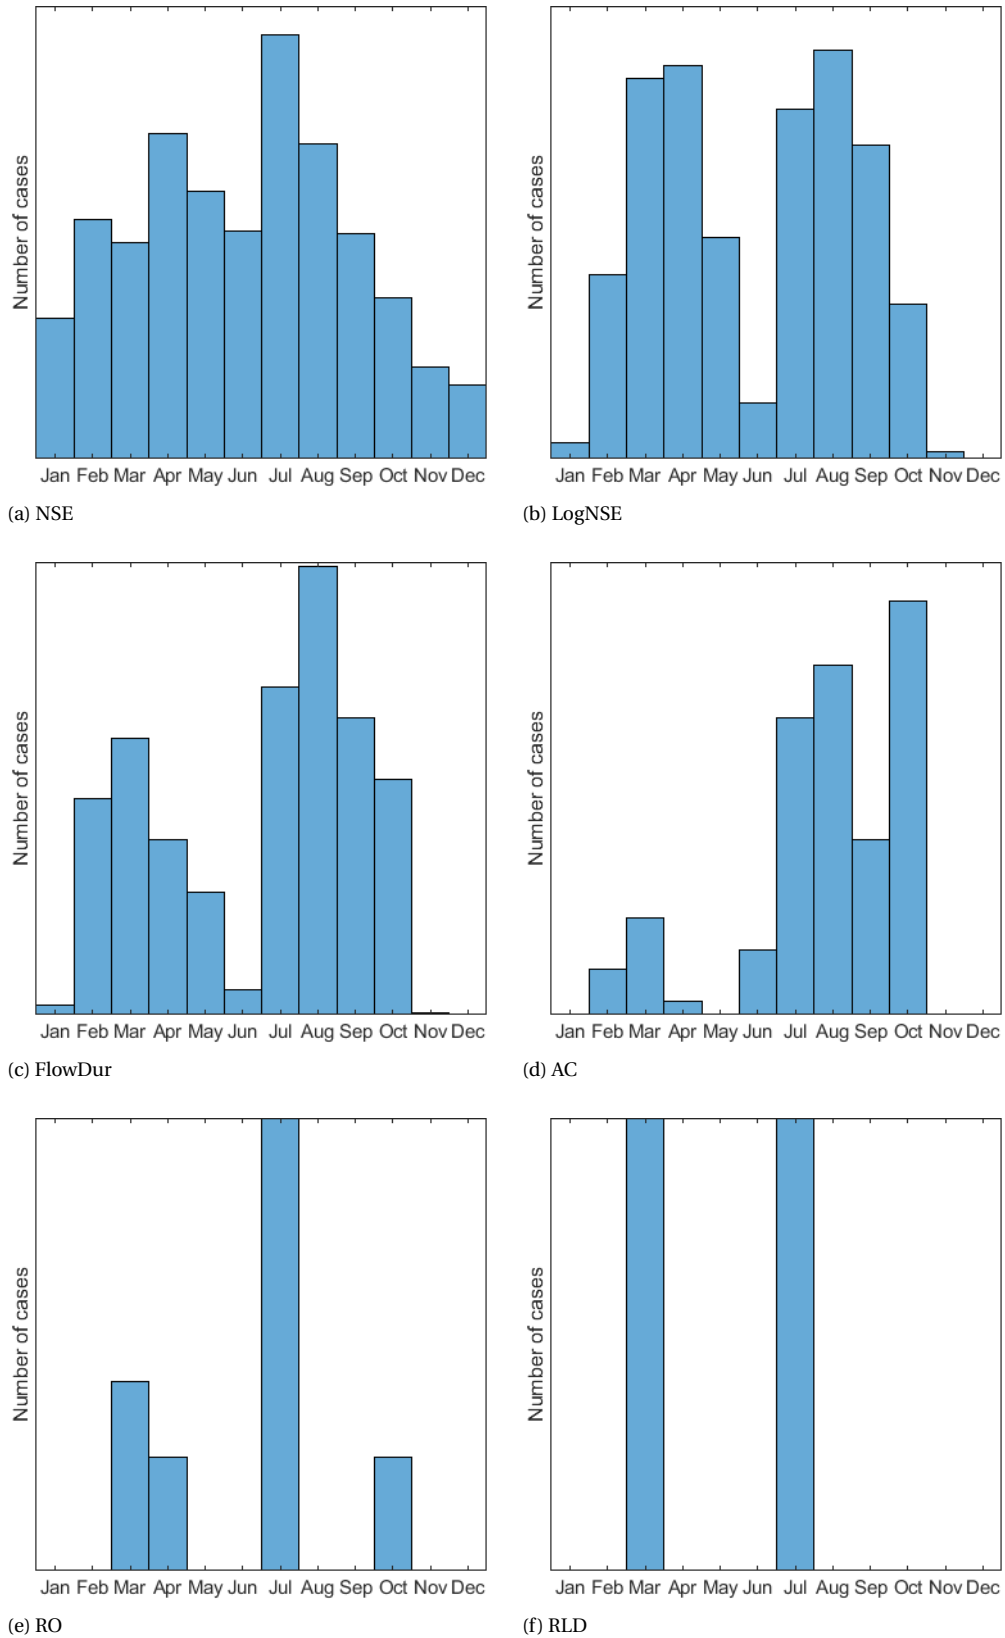 Number of cases
Jan Feb Mar Apr May Jun Jul Aug Sep Oct Nov Dec
(a) NSE
Number of cases
Jan Feb Mar Apr May Jun Jul Aug Sep Oct Nov Dec
(b) LogNSE
Number of cases
Jan Feb Mar Apr May Jun Jul Aug Sep Oct Nov Dec
(c) FlowDur
Number of cases
Jan Feb Mar Apr May Jun Jul Aug Sep Oct Nov Dec
(d) AC
Number of cases
Jan Feb Mar Apr May Jun Jul Aug Sep Oct Nov Dec
(e) RO
Number of cases
Jan Feb Mar Apr May Jun Jul Aug Sep Oct Nov Dec
(f) RLD